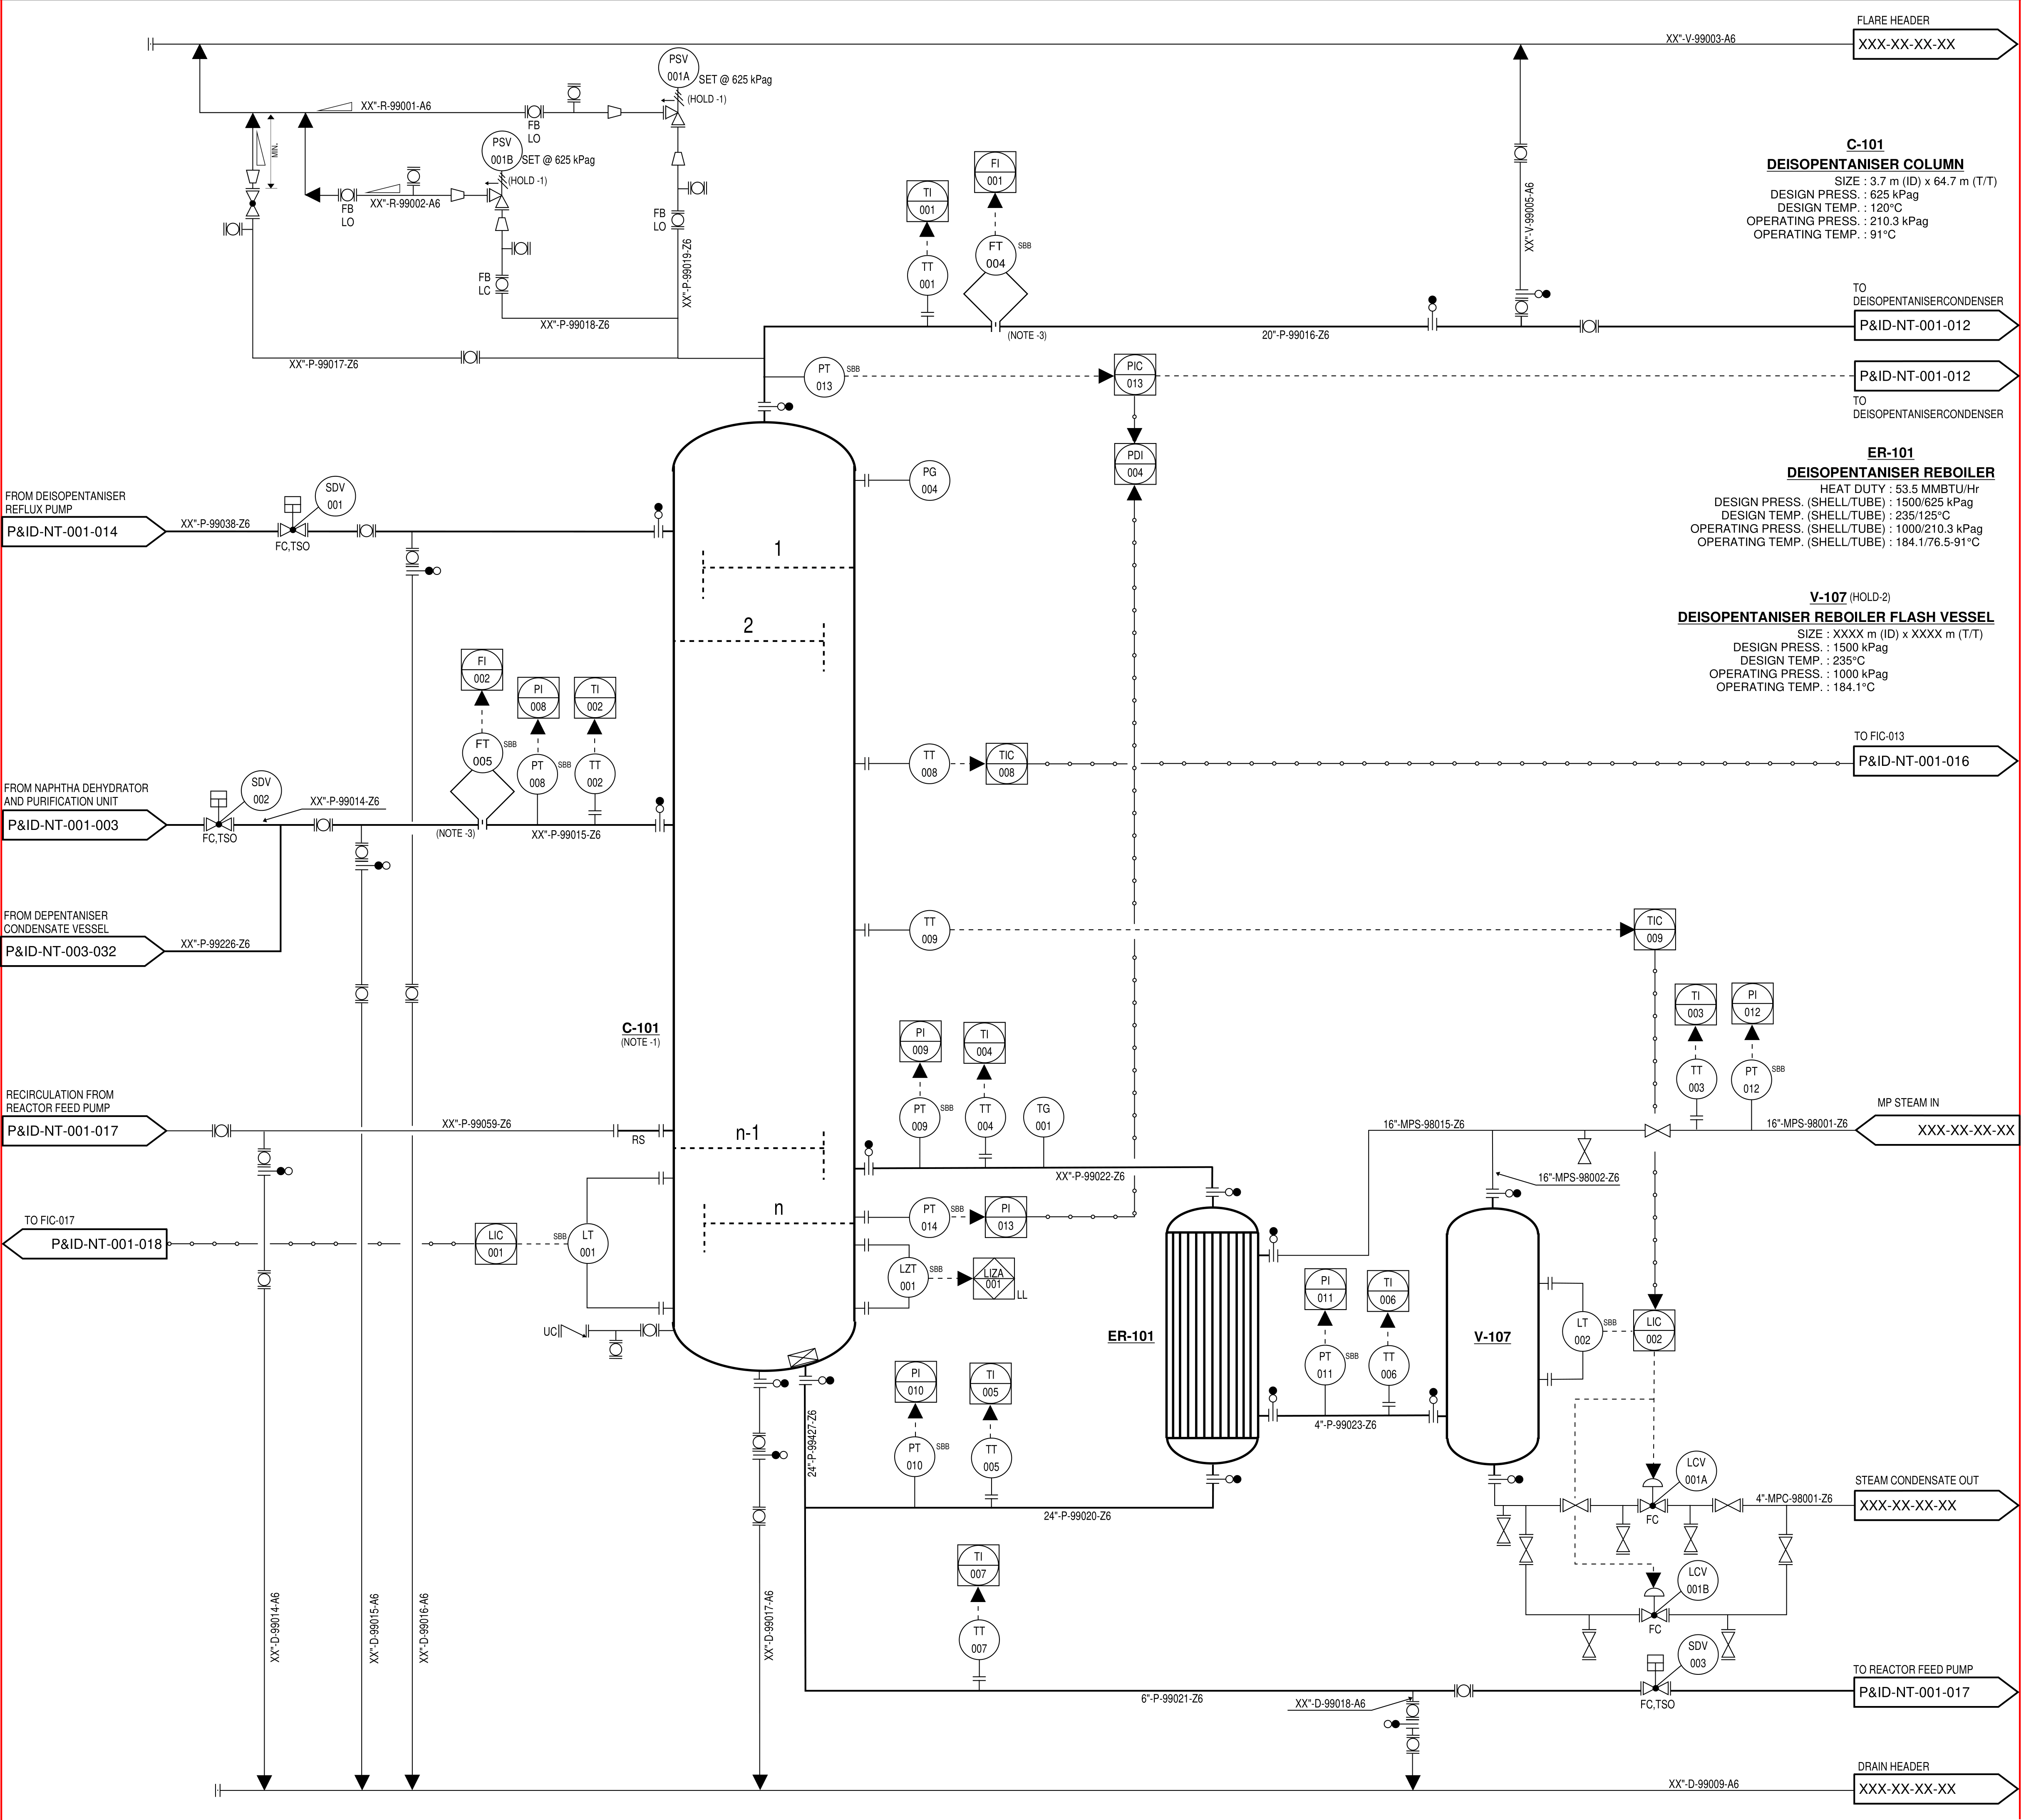 FLARE HEADER
XX"-V-99003-A6
XXX-XX-XX-XX
PSV
001A
SET @ 625 kPag
(HOLD -1)
XX"-R-99001-A6
FB
LO
MIN.
PSV
001B
SET @ 625 kPag
(HOLD -1)
XX"-R-99002-A6
FB
LO
FB
LO
FB
LC
XX"-P-99019-Z6
XX"-P-99018-Z6
XX"-P-99017-Z6
TI
001
FI
001
TT
001
FT
004
SBB
(NOTE -3)
20"-P-99016-Z6
XX"-V-99005-A6
C-101
DEISOPENTANISER COLUMN
SIZE : 3.7 m (ID) x 64.7 m (T/T)
DESIGN PRESS. : 625 kPag
DESIGN TEMP. : 120°C
OPERATING PRESS. : 210.3 kPag
OPERATING TEMP. : 91°C
TO
DEISOPENTANISERCONDENSER
P&ID-NT-001-012
PT
013
SBB
PIC
013
P&ID-NT-001-012
TO
DEISOPENTANISERCONDENSER
PDI
004
PG
004
ER-101
DEISOPENTANISER REBOILER
HEAT DUTY : 53.5 MMBTU/Hr
DESIGN PRESS. (SHELL/TUBE) : 1500/625 kPag
DESIGN TEMP. (SHELL/TUBE) : 235/125°C
OPERATING PRESS. (SHELL/TUBE) : 1000/210.3 kPag
OPERATING TEMP. (SHELL/TUBE) : 184.1/76.5-91°C
FROM DEISOPENTANISER
REFLUX PUMP
P&ID-NT-001-014
XX"-P-99038-Z6
SDV
001
FC,TSO
1
2
V-107 (HOLD-2)
DEISOPENTANISER REBOILER FLASH VESSEL
SIZE : XXXX m (ID) x XXXX m (T/T)
DESIGN PRESS. : 1500 kPag
DESIGN TEMP. : 235°C
OPERATING PRESS. : 1000 kPag
OPERATING TEMP. : 184.1°C
FI
002
PI
008
TI
002
FT
005
SBB
PT
008
SBB
TT
002
TT
008
TIC
008
TO FIC-013
P&ID-NT-001-016
FROM NAPHTHA DEHYDRATOR
AND PURIFICATION UNIT
P&ID-NT-001-003
SDV
002
FC,TSO
XX"-P-99014-Z6
(NOTE -3)
XX"-P-99015-Z6
FROM DEPENTANISER
CONDENSATE VESSEL
P&ID-NT-003-032
XX"-P-99226-Z6
TT
009
TIC
009
C-101
(NOTE -1)
TI
003
PI
012
TT
003
PT
012
SBB
PI
009
TI
004
PT
009
SBB
TT
004
TG
001
RECIRCULATION FROM
REACTOR FEED PUMP
P&ID-NT-001-017
XX"-P-99059-Z6
RS
n-1
16"-MPS-98015-Z6
16"-MPS-98001-Z6
MP STEAM IN
XXX-XX-XX-XX
XX"-P-99022-Z6
16"-MPS-98002-Z6
TO FIC-017
P&ID-NT-001-018
LIC
001
SBB
LT
001
n
PT
014
SBB
PI
013
LZT
001
SBB
LIZA
001
LL
UC
ER-101
PI
011
TI
006
PT
011
SBB
TT
006
4"-P-99023-Z6
V-107
LT
002
SBB
LIC
002
24"-P-99427-Z6
PI
010
TI
005
PT
010
SBB
TT
005
24"-P-99020-Z6
LCV
001A
FC
4"-MPC-98001-Z6
STEAM CONDENSATE OUT
XXX-XX-XX-XX
LCV
001B
FC
TI
007
TT
007
XX"-D-99014-A6
XX"-D-99015-A6
XX"-D-99016-A6
XX"-D-99017-A6
6"-P-99021-Z6
XX"-D-99018-A6
SDV
003
FC,TSO
TO REACTOR FEED PUMP
P&ID-NT-001-017
XX"-D-99009-A6
DRAIN HEADER
XXX-XX-XX-XX